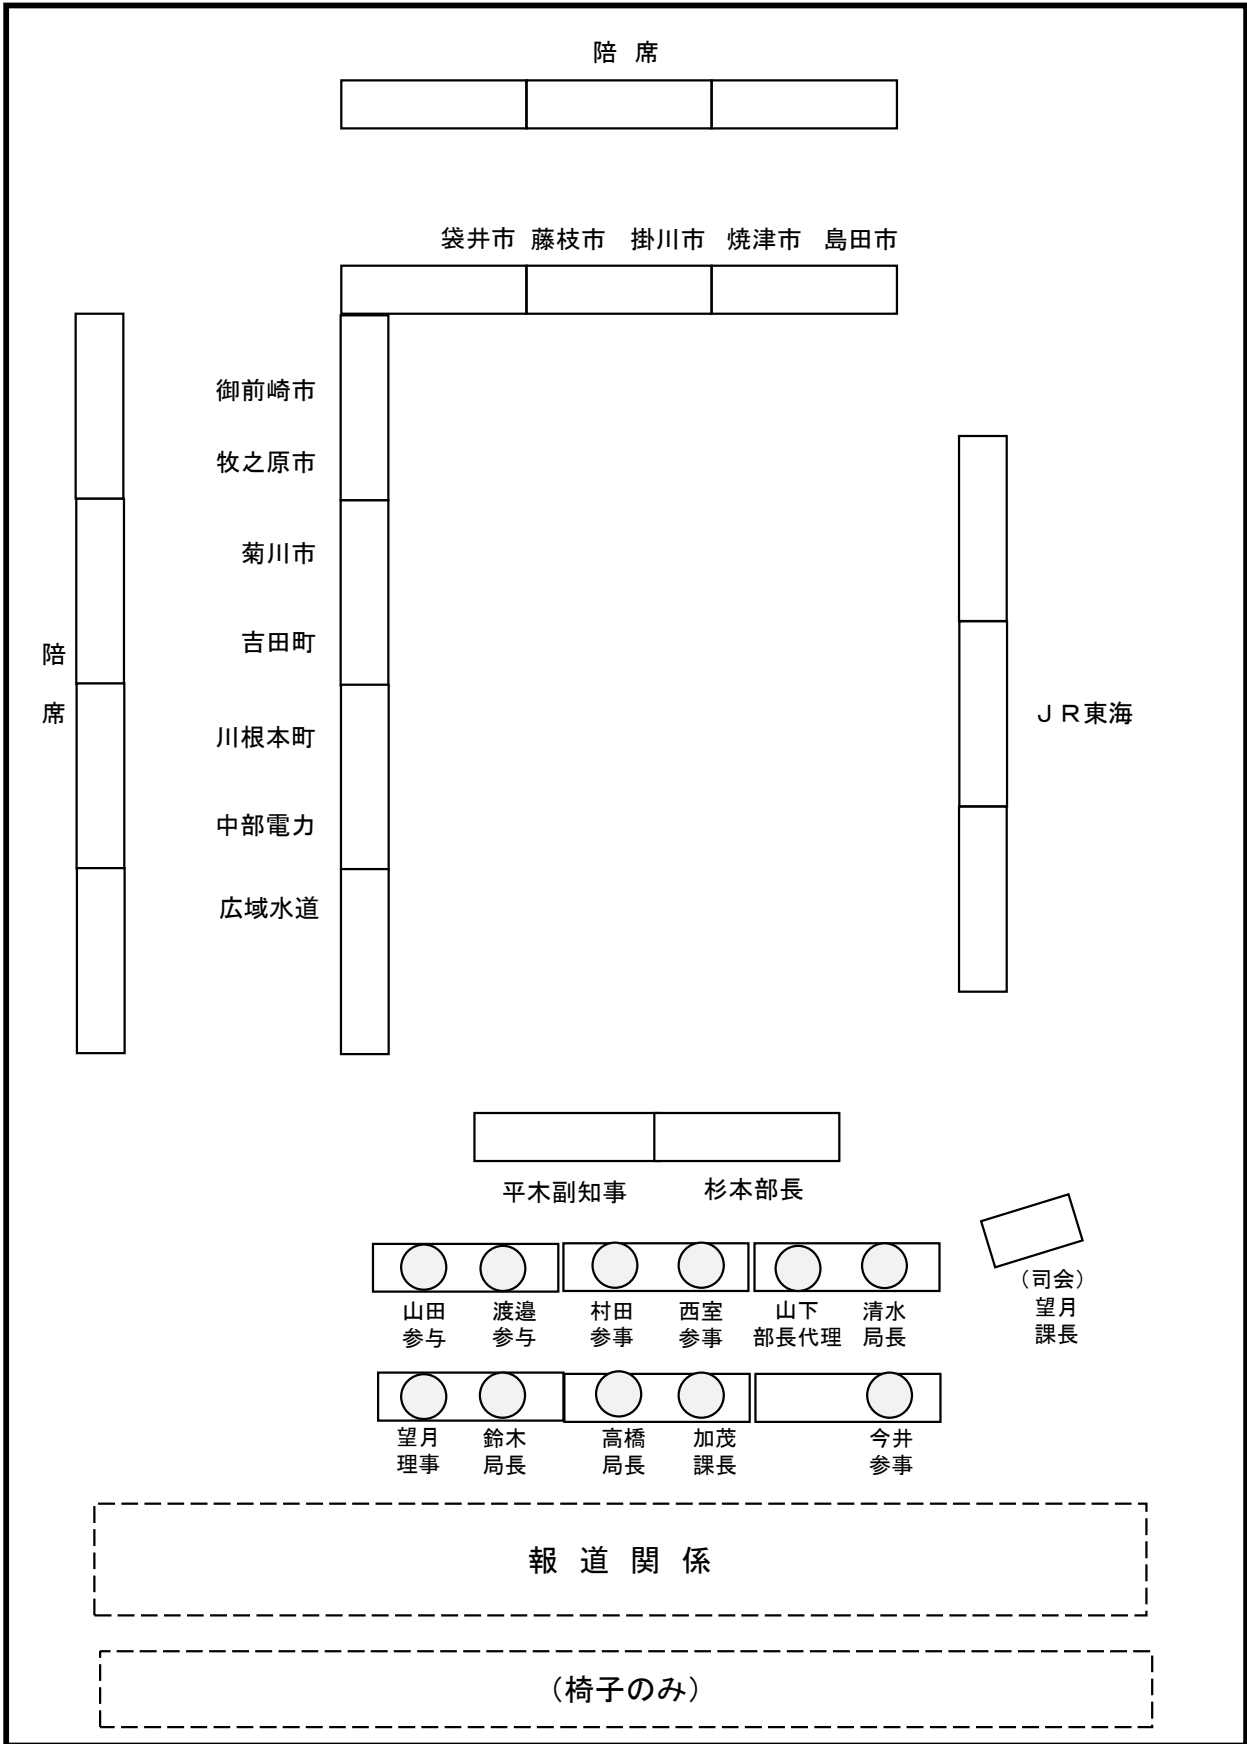 陪 席
袋井市 藤枝市 掛川市 焼津市 島田市
御前崎市
牧之原市
菊川市
吉田町
川根本町
中部電力
広域水道
陪
席
ＪＲ東海
平木副知事 杉本部長
（司会）
望月
課長
山田 渡邉 村田 西室 山下 清水
参与 参与 参事 参事 部長代理 局長
望月 鈴木 高橋 加茂 今井
理事 局長 局長 課長 参事
報 道 関 係
（椅子のみ）